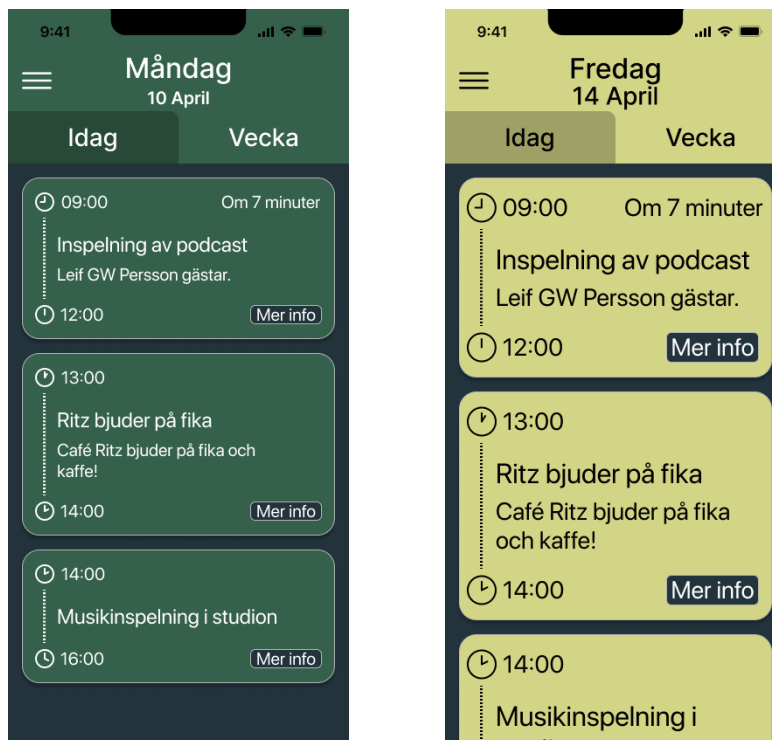 9:41
Måndag
10 April
Idag Vecka
09:00 Om 7 minuter
Inspelning av podcast
Leif GW Persson gästar.
12:00 Mer info
13:00
Ritz bjuder på fika
Café Ritz bjuder på fika och
kaffe!
14:00 Mer info
14:00
Musikinspelning i studion
16:00 Mer info
9:41
Fredag
14 April
Idag Vecka
09:00 Om 7 minuter
Inspelning av podcast
Leif GW Persson gästar.
12:00 Mer info
13:00
Ritz bjuder på fika
Café Ritz bjuder på fika
och kaffe!
14:00 Mer info
14:00
Musikinspelning i